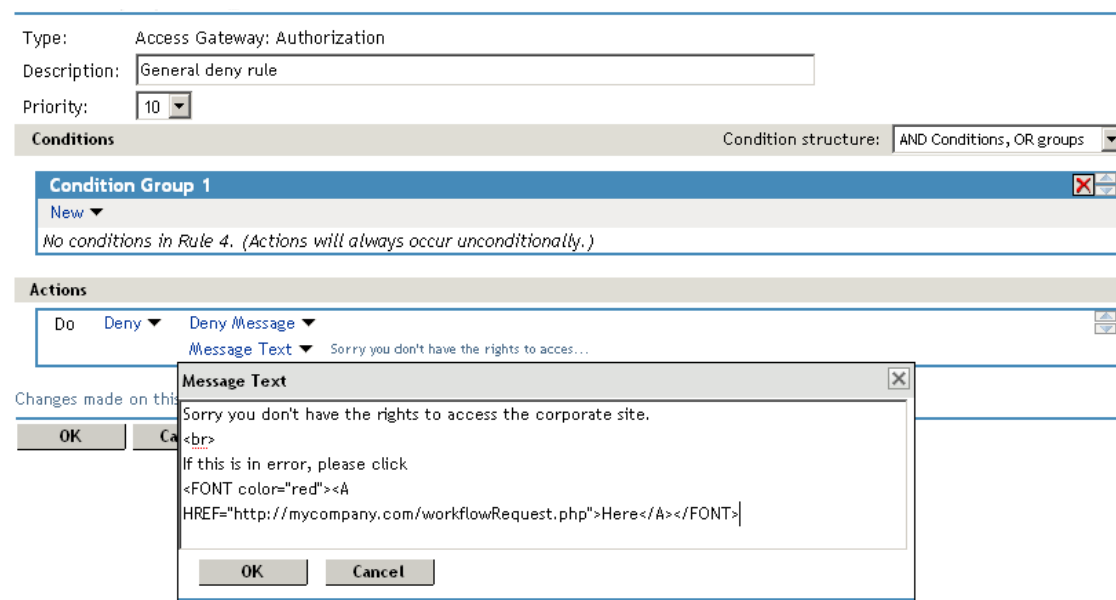 Type: Access Gateway: Authorization
Description: General deny rule
Priority: 10
Conditions Condition structure: AND Conditions, OR groups
Condition Group 1
New
No conditions in Rule 4. (Actions will always occur unconditionally.)
Actions
Do Deny Deny Message
Message Text Sorry you don't have the rights to acces...
Message Text
Changes made on this
Sorry you don't have the rights to access the corporate site.
<br>
If this is in error, please click
<FONT color="red"><A
HREF="http://mycompany.com/workflowRequest.php">Here</A></FONT>
OK Ca
OK Cancel